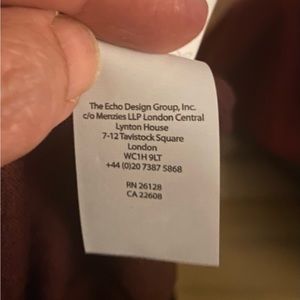 The Echo Design Group, Inc.
c/o Menzies LLP London Central
Lynton House
7-12 Tavistock Square
London
WC1H 9LT
+44 (0)20 7387 5868
RN 26128
CA 22608